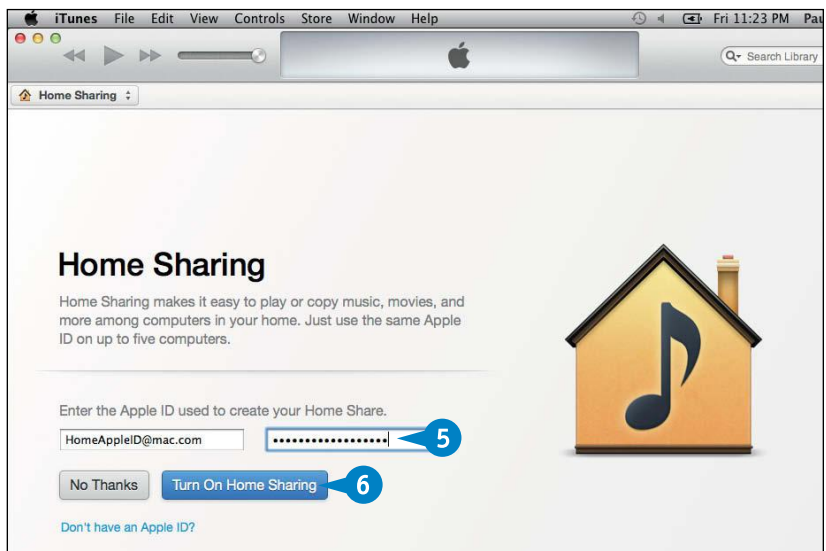 iTunes File Edit View Controls Store Window Help Fri 11:23 PM Pau
Search Library
Home Sharing
Home Sharing
Home Sharing makes it easy to play or copy music, movies, and
more among computers in your home. Just use the same Apple
ID on up to five computers.
Enter the Apple ID used to create your Home Share.
HomeAppleID@mac.com •••••••••••••••••• 5
No Thanks Turn On Home Sharing 6
Don't have an Apple ID?